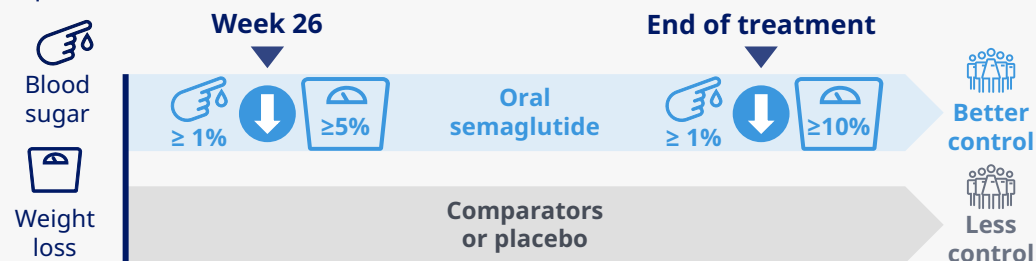 Week 26
End of treatment
Blood
sugar
≥ 1%
≥5%
Oral
semaglutide
≥ 1%
≥10%
Better
control
Weight
loss
Comparators
or placebo
Less
control